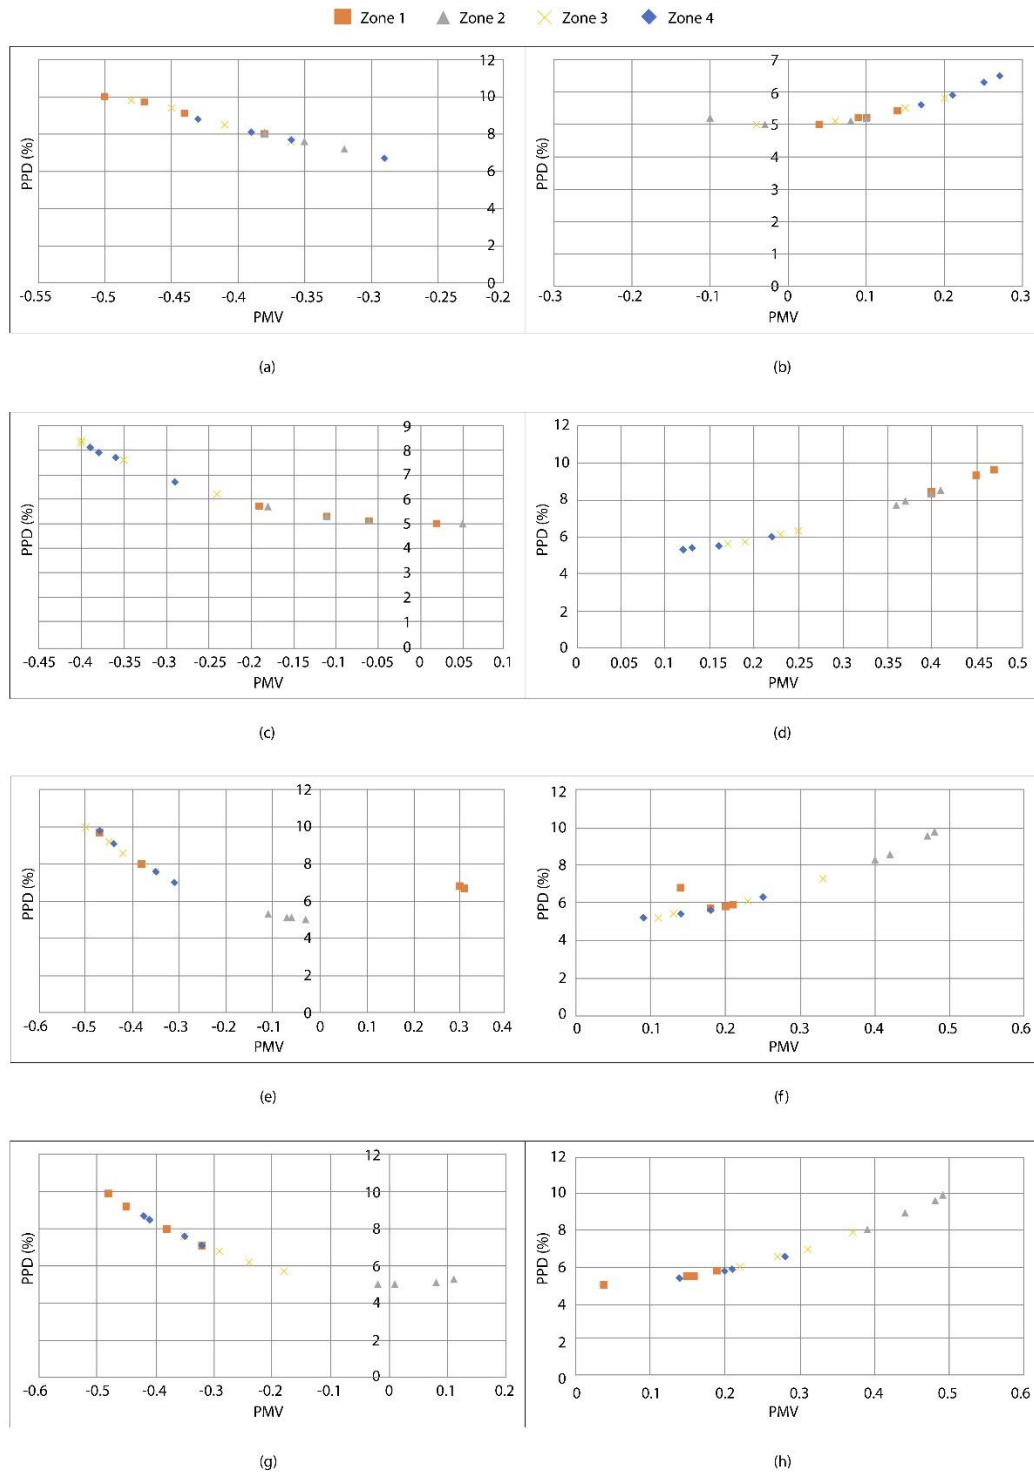 Zone 1 Zone 2 Zone 3 Zone 4
12
10
8
6
4
2
0
PPD (%)
-0.55 -0.5 -0.45 -0.4 -0.35 -0.3 -0.25 -0.2
PMV
(a)
7
6
5
4
3
2
1
0
PPD (%)
-0.3 -0.2 -0.1 0 0.1 0.2 0.3
PMV
(b)
9
8
7
6
5
4
3
2
1
0
PPD (%)
-0.45 -0.4 -0.35 -0.3 -0.25 -0.2 -0.15 -0.1 -0.05 0 0.05 0.1
PMV
(c)
12
10
8
6
4
2
0
PPD (%)
0 0.05 0.1 0.15 0.2 0.25 0.3 0.35 0.4 0.45 0.5
PMV
(d)
12
10
8
6
4
2
0
PPD (%)
-0.6 -0.5 -0.4 -0.3 -0.2 -0.1 0 0.1 0.2 0.3 0.4
PMV
(e)
12
10
8
6
4
2
0
PPD (%)
0 0.1 0.2 0.3 0.4 0.5 0.6
PMV
(f)
12
10
8
6
4
2
0
PPD (%)
-0.6 -0.5 -0.4 -0.3 -0.2 -0.1 0 0.1 0.2
PMV
(g)
12
10
8
6
4
2
0
PPD (%)
0 0.1 0.2 0.3 0.4 0.5 0.6
PMV
(h)